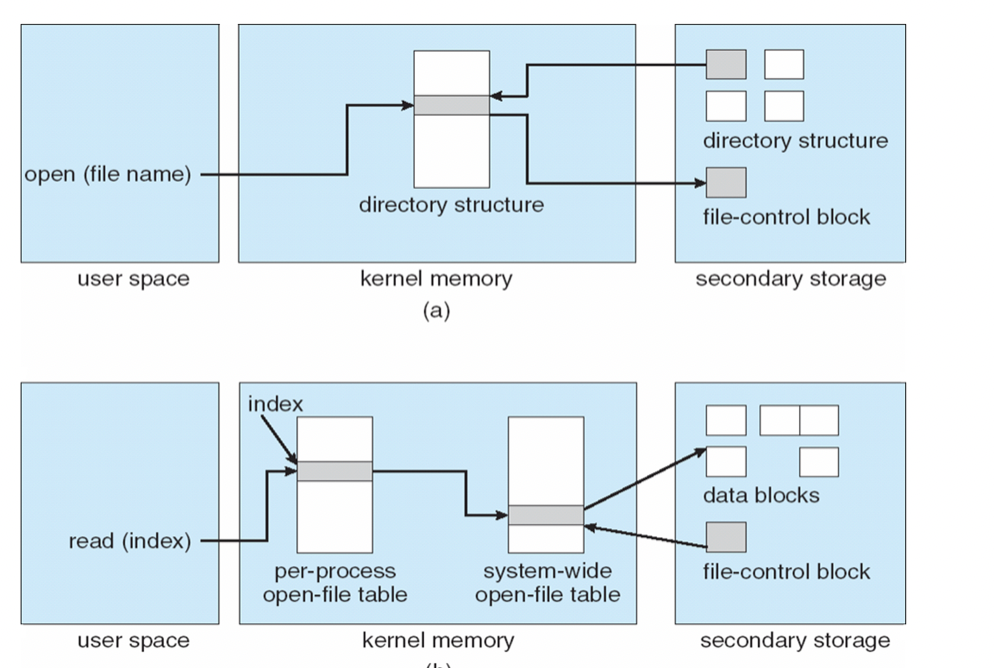 open (file name)
directory structure
directory structure
file-control block
user space
kernel memory
secondary storage
(a)
index
read (index)
per-process
open-file table
system-wide
open-file table
data blocks
file-control block
user space
kernel memory
secondary storage
(b)